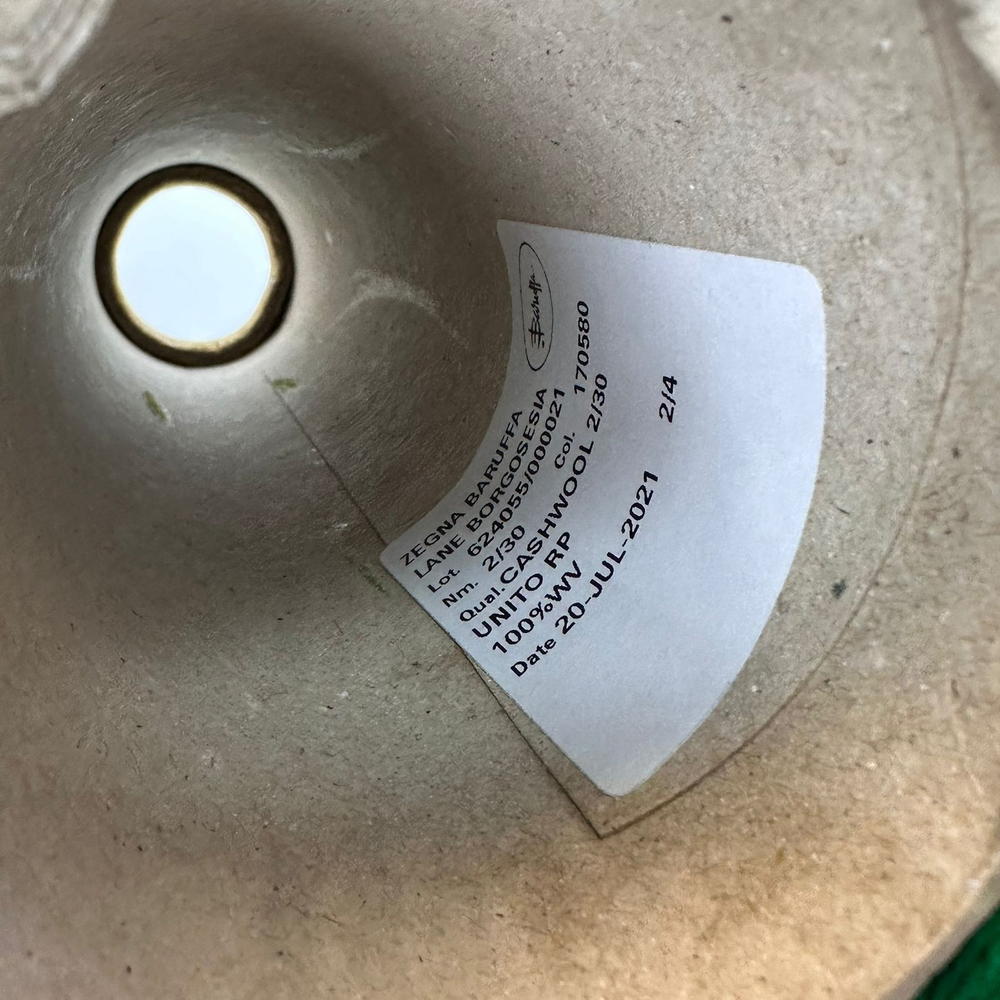 Baruffa
ZEGNA BARUFFA
LANE BORGOSESIA
Lot. 624055/000021
Nm. 2/30 Col. 170580
Qual. CASHWOOL 2/30
UNITO RP
100%WV
Date 20-JUL-2021 2/4